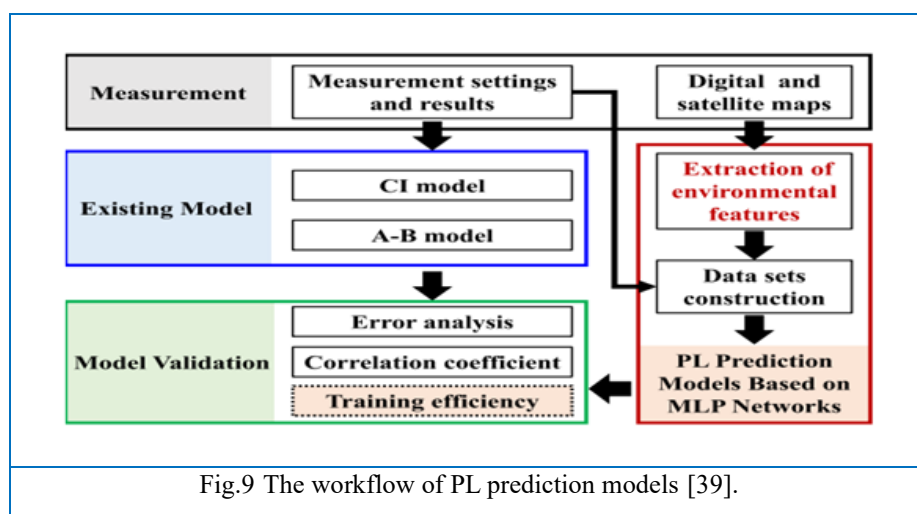 Measurement
Measurement settings
and results
Digital and
satellite maps
Existing Model
CI model
A-B model
Extraction of
environmental
features
Data sets
construction
PL Prediction
Models Based on
MLP Networks
Model Validation
Error analysis
Correlation coefficient
Training efficiency
Fig.9 The workflow of PL prediction models [39].